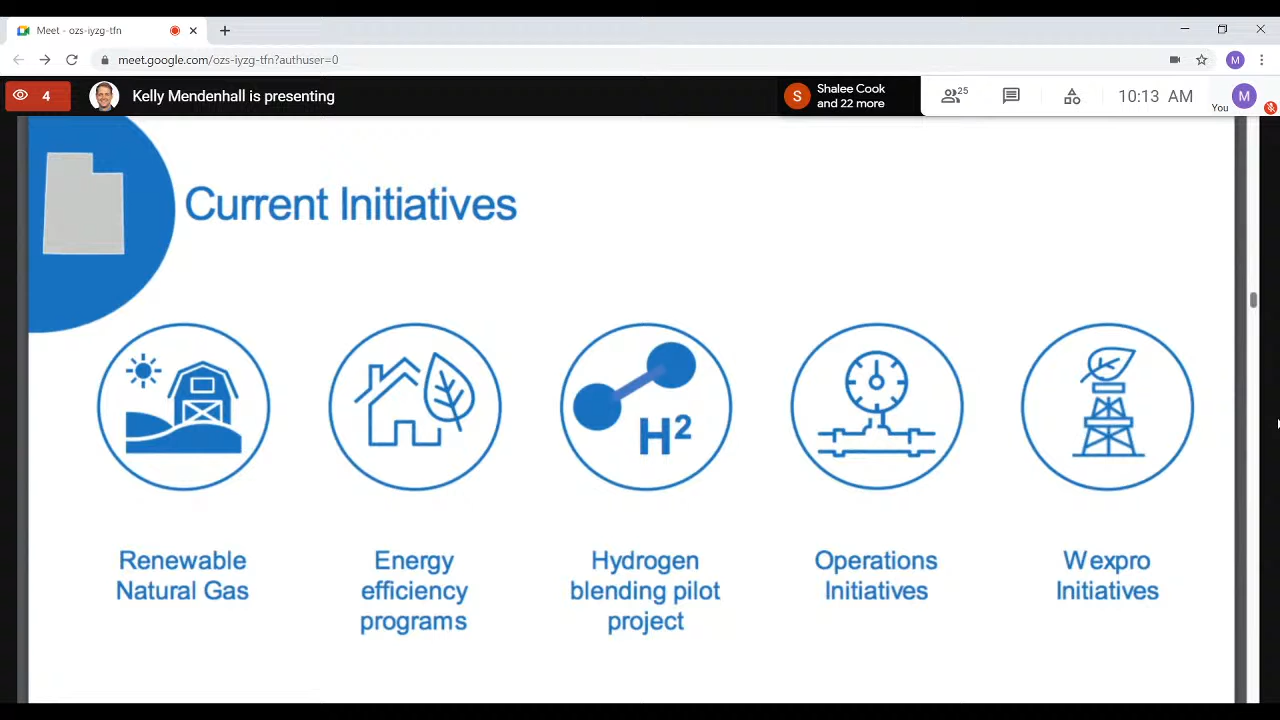 Meet - ozs-iyzg-tfn
meet.google.com/ozs-iyzg-tfn?authuser=0
M
4
Kelly Mendenhall is presenting
S
Shalee Cook
and 22 more
25
10:13 AM
You
M
Current Initiatives
H²
Renewable
Natural Gas
Energy
efficiency
programs
Hydrogen
blending pilot
project
Operations
Initiatives
Wexpro
Initiatives